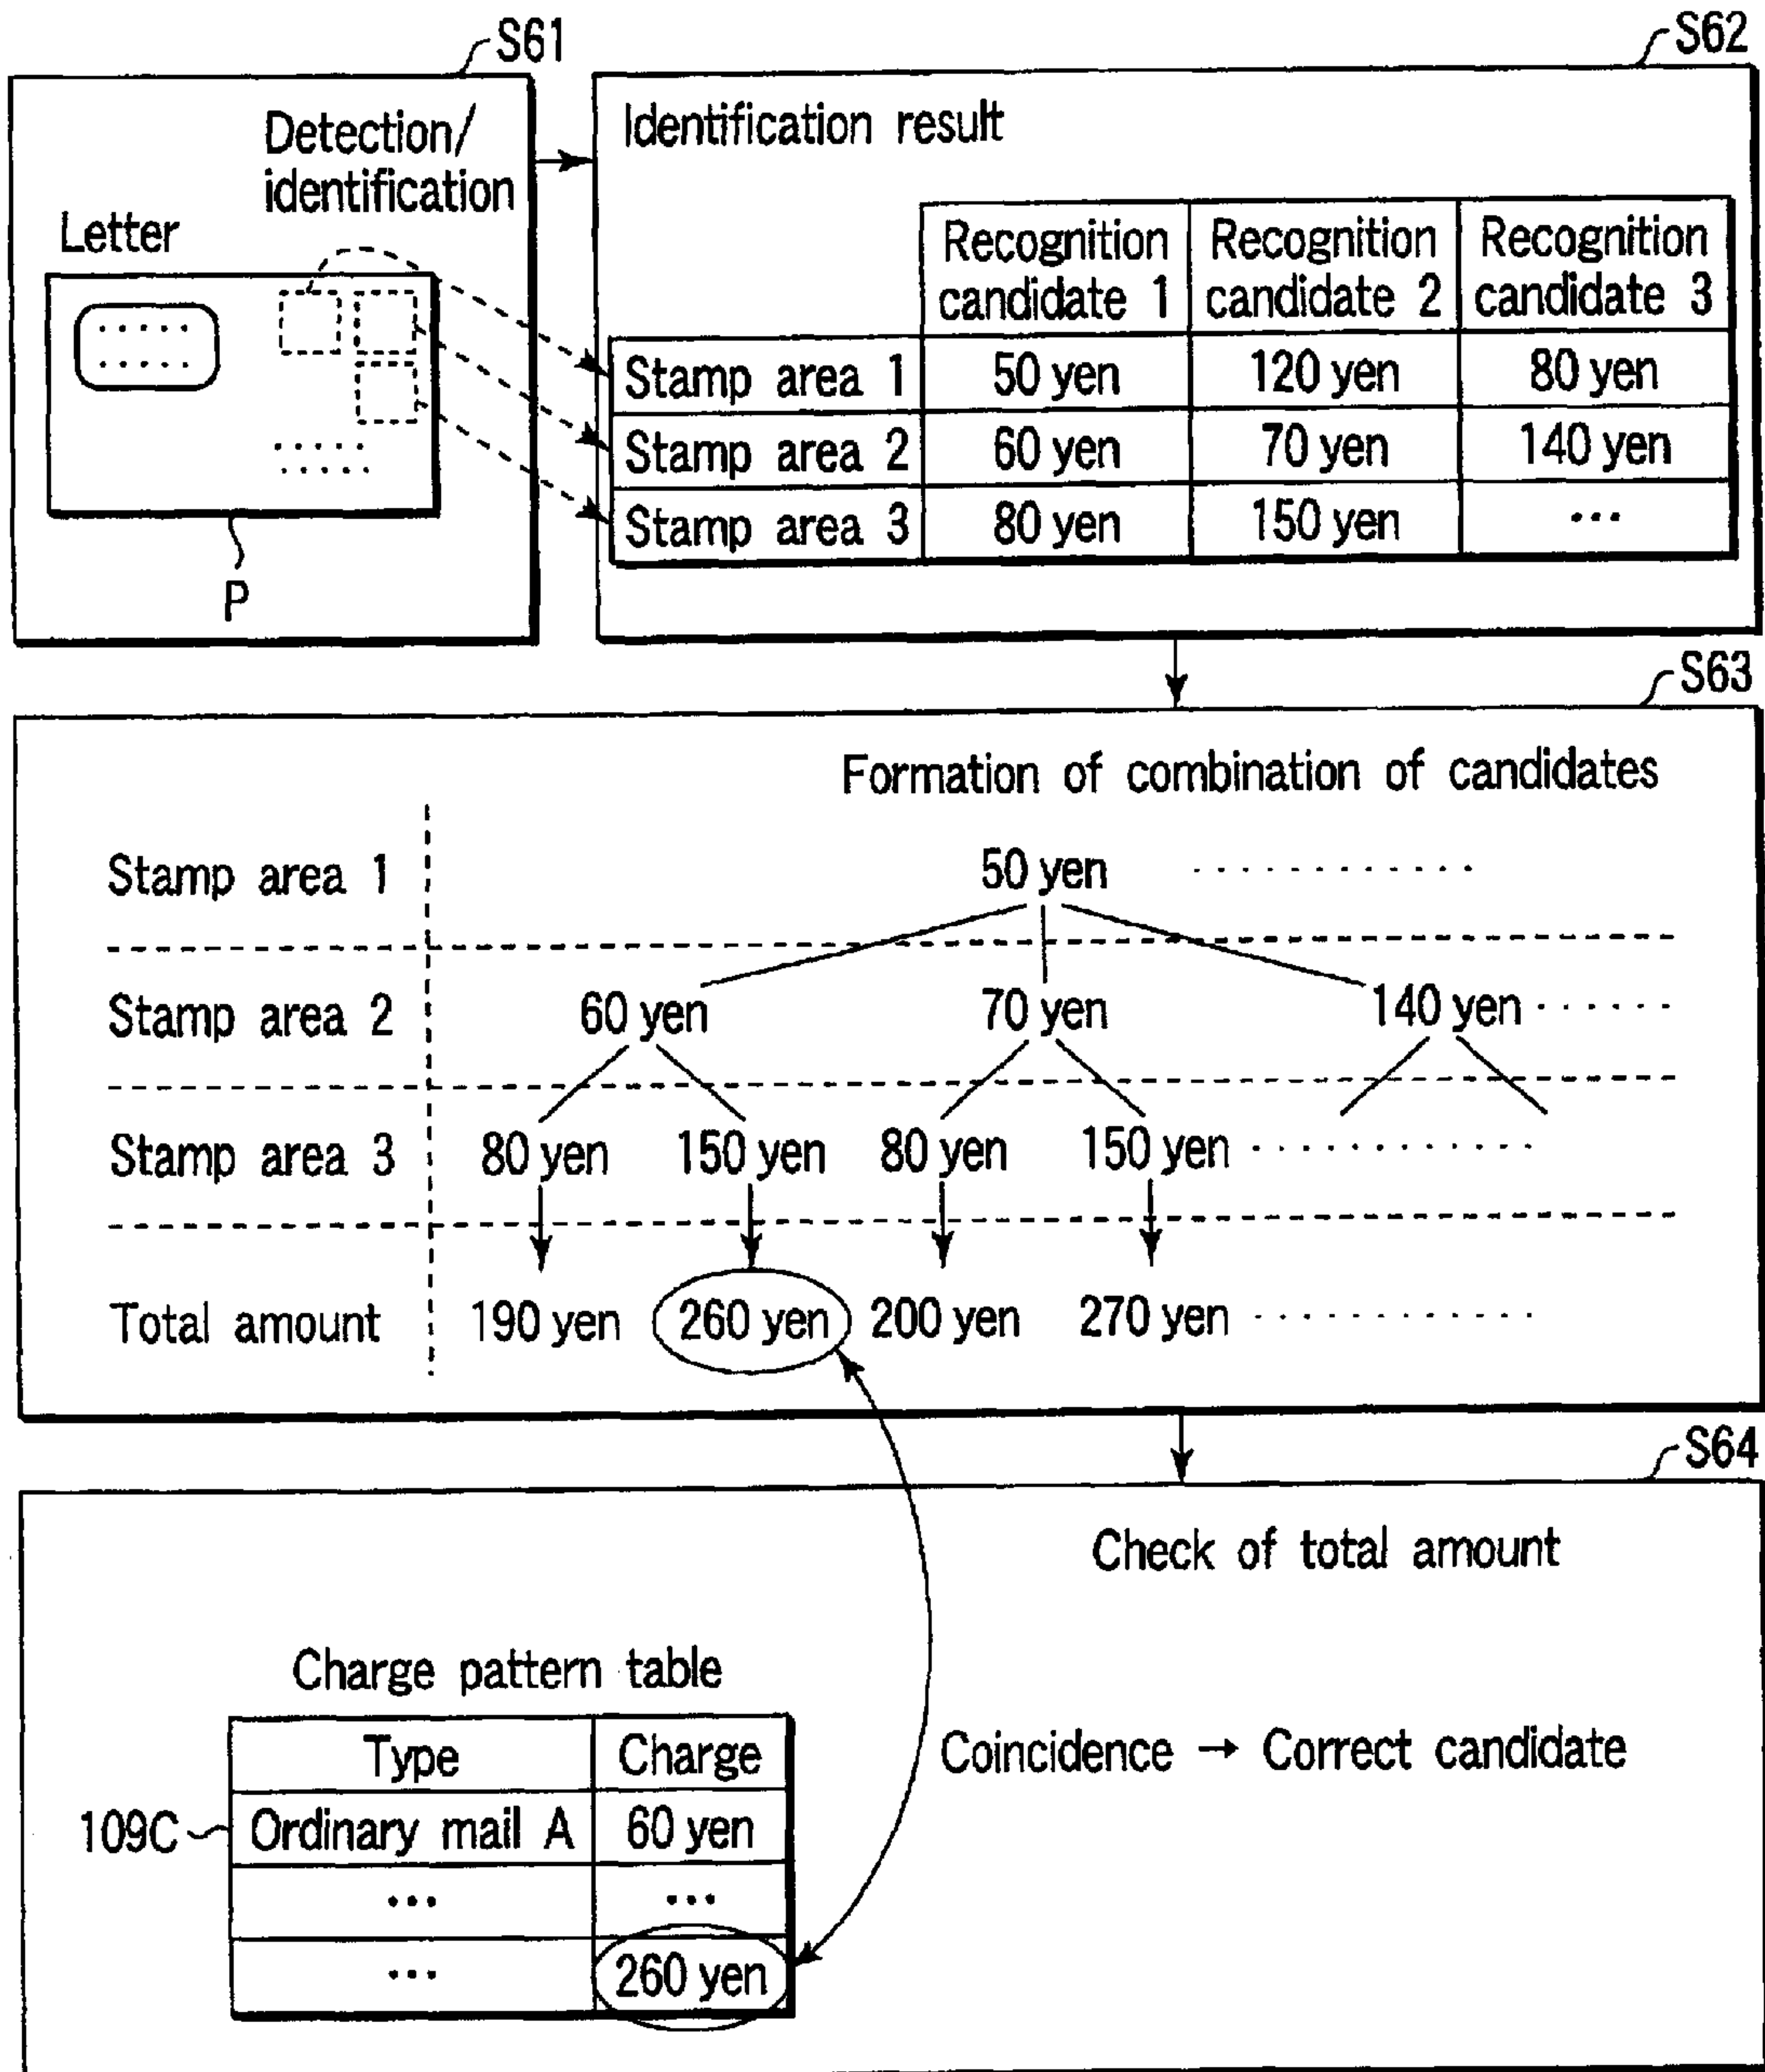 S61
Detection/
identification
Letter
P
S62
Identification result
Recognition candidate 1 Recognition candidate 2 Recognition candidate 3
Stamp area 1 50 yen 120 yen 80 yen
Stamp area 2 60 yen 70 yen 140 yen
Stamp area 3 80 yen 150 yen ...
S63
Formation of combination of candidates
Stamp area 1 50 yen ............
Stamp area 2 60 yen 70 yen 140 yen ......
Stamp area 3 80 yen 150 yen 80 yen 150 yen ............
Total amount 190 yen 260 yen 200 yen 270 yen ............
S64
Check of total amount
Charge pattern table
Type Charge
109C Ordinary mail A 60 yen
... ...
... 260 yen
Coincidence → Correct candidate